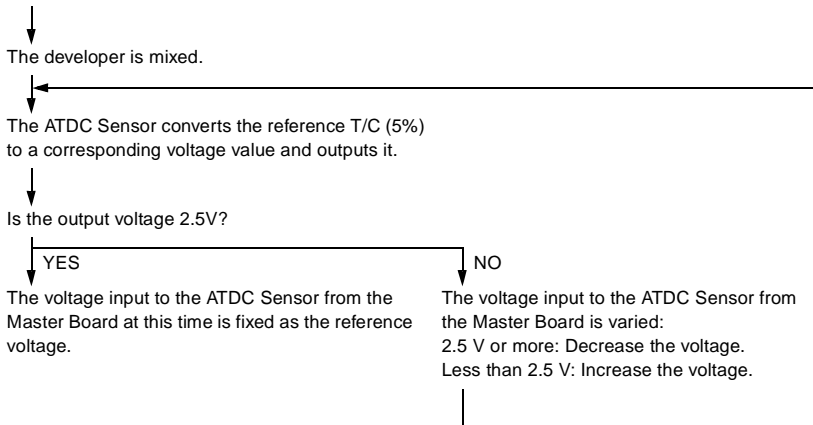 The developer is mixed.
The ATDC Sensor converts the reference T/C (5%)
to a corresponding voltage value and outputs it.
Is the output voltage 2.5V?
YES
NO
The voltage input to the ATDC Sensor from the
Master Board at this time is fixed as the reference
voltage.
The voltage input to the ATDC Sensor from
the Master Board is varied:
2.5 V or more: Decrease the voltage.
Less than 2.5 V: Increase the voltage.